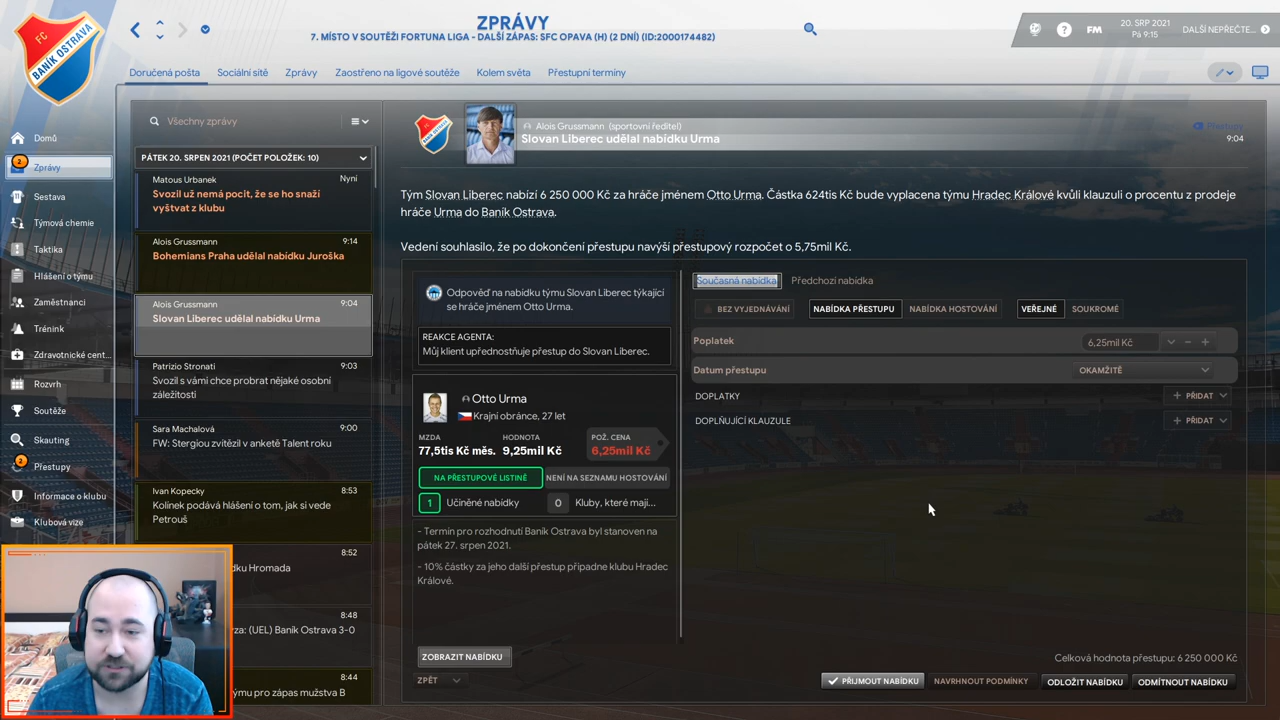 FC
BANÍK OSTRAVA
ZPRÁVY
7. MÍSTO V SOUTĚŽI FORTUNA LIGA - DALŠÍ ZÁPAS: SFC OPAVA (H) (2 DNÍ) (ID:2000174482)
FM
20. SRP 2021
Pá 9:15
DALŠÍ NEPŘEČTE...
Doručená pošta
Sociální sítě
Zprávy
Zaostřeno na ligové soutěže
Kolem světa
Přestupní termíny
Domů
2
Zprávy
Sestava
Týmová chemie
Taktika
Hlášení o týmu
Zaměstnanci
Trénink
Zdravotnické cent...
Rozvrh
Soutěže
Skauting
Přestupy
Informace o klubu
Klubová vize
Všechny zprávy
PÁTEK 20. SRPEN 2021 (POČET POLOŽEK: 10)
Matous Urbanek
Nyní
Svozil už nemá pocit, že se ho snaží
vyštvat z klubu
Alois Grussmann
9:14
Bohemians Praha udělal nabídku Juroška
Alois Grussmann
9:04
Slovan Liberec udělal nabídku Urma
Patrizio Stronati
9:03
Svozil s vámi chce probrat nějaké osobní
záležitosti
Sara Machalová
9:00
FW: Stergiou zvítězil v anketě Talent roku
Ivan Kopecky
8:53
Kolínek podává hlášení o tom, jak si vede
Petrouš
8:52
dku Hromada
8:48
rza: (UEL) Baník Ostrava 3-0
8:44
ýmu pro zápas mužstva B
Alois Grussmann (sportovní ředitel)
Slovan Liberec udělal nabídku Urma
Přestupy
9:04
Tým Slovan Liberec nabízí 6 250 000 Kč za hráče jménem Otto Urma. Částka 624tis Kč bude vyplacena týmu Hradec Králové kvůli klauzuli o procentu z prodeje
hráče Urma do Baník Ostrava.
Vedení souhlasilo, že po dokončení přestupu navýší přestupový rozpočet o 5,75mil Kč.
Odpověď na nabídku týmu Slovan Liberec týkající
se hráče jménem Otto Urma.
REAKCE AGENTA:
Můj klient upřednostňuje přestup do Slovan Liberec.
Otto Urma
Krajní obránce, 27 let
MZDA
HODNOTA
POŽ. CENA
77,5tis Kč měs.
9,25mil Kč
6,25mil Kč
NA PŘESTUPOVÉ LISTINĚ
NENÍ NA SEZNAMU HOSTOVÁNÍ
1
Učiněné nabídky
0
Kluby, které mají...
- Termín pro rozhodnutí Baník Ostrava byl stanoven na
pátek 27. srpen 2021.
- 10% částky za jeho další přestup připadne klubu Hradec
Králové.
ZOBRAZIT NABÍDKU
ZPĚT
Současná nabídka
Předchozí nabídka
BEZ VYJEDNÁVÁNÍ
NABÍDKA PŘESTUPU
NABÍDKA HOSTOVÁNÍ
VEŘEJNÉ
SOUKROMÉ
Poplatek
6,25mil Kč
Datum přestupu
OKAMŽITĚ
DOPLATKY
PŘIDAT
DOPLŇUJÍCÍ KLAUZULE
PŘIDAT
Celková hodnota přestupu: 6 250 000 Kč
PŘIJMOUT NABÍDKU
NAVRHNOUT PODMÍNKY
ODLOŽIT NABÍDKU
ODMÍTNOUT NABÍDKU